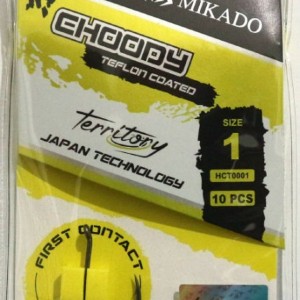 MIKADO
CHOODY
TEFLON COATED
Territory
JAPAN TECHNOLOGY
SIZE
1
HCT0001
10 PCS
FIRST CONTACT